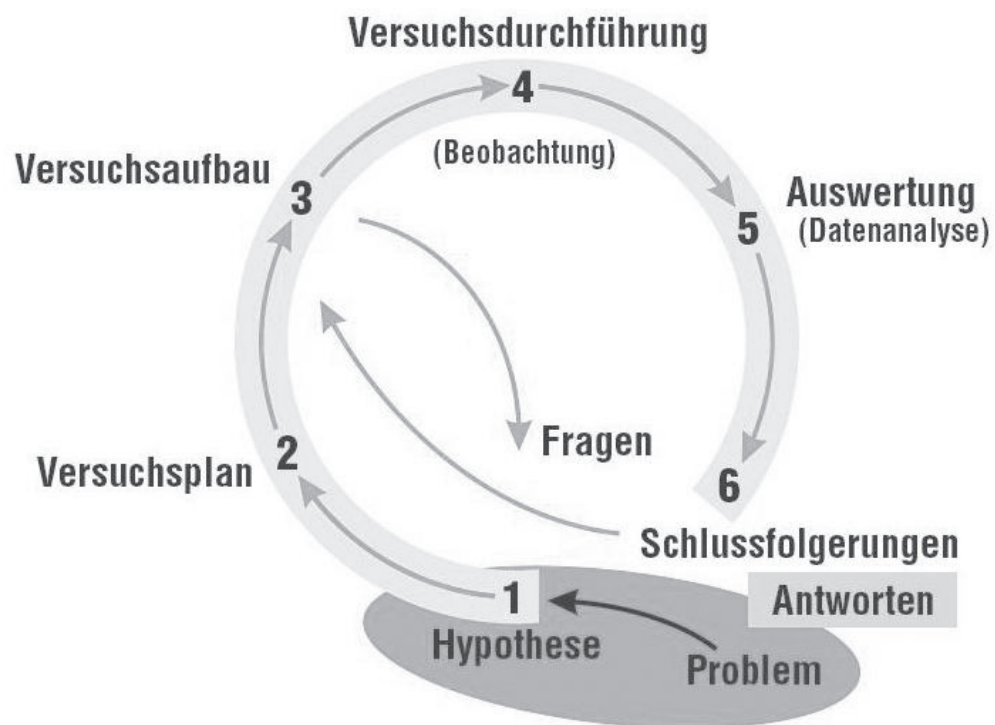 Versuchsdurchführung
4
(Beobachtung)
Versuchsaufbau
3
Auswertung
(Datenanalyse)
5
Fragen
Versuchsplan
2
6
Schlussfolgerungen
Antworten
1
Hypothese
Problem